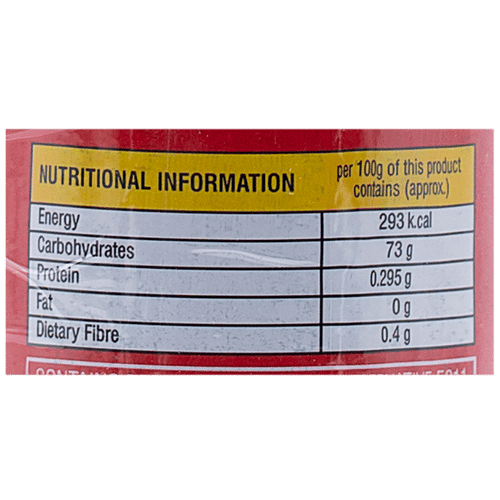 NUTRITIONAL INFORMATION
per 100g of this product
contains (approx.)
Energy 293 k.cal
Carbohydrates 73 g
Protein 0.295 g
Fat 0 g
Dietary Fibre 0.4 g